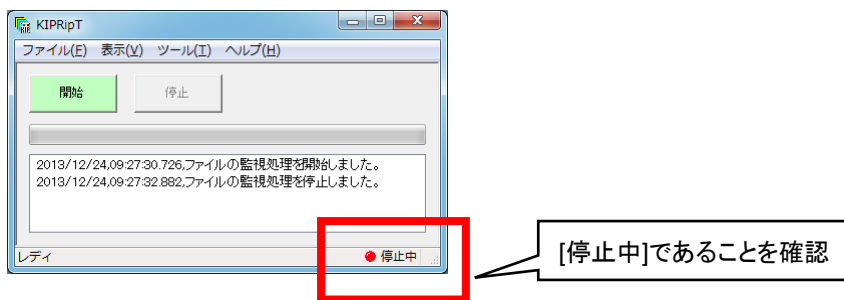 KIPRipT
ファイル(F) 表示(V) ツール(T) ヘルプ(H)
開始 停止
2013/12/24,09:27:30.726,ファイルの監視処理を開始しました。
2013/12/24,09:27:32.882,ファイルの監視処理を停止しました。
レディ 停止中
[停止中]であることを確認